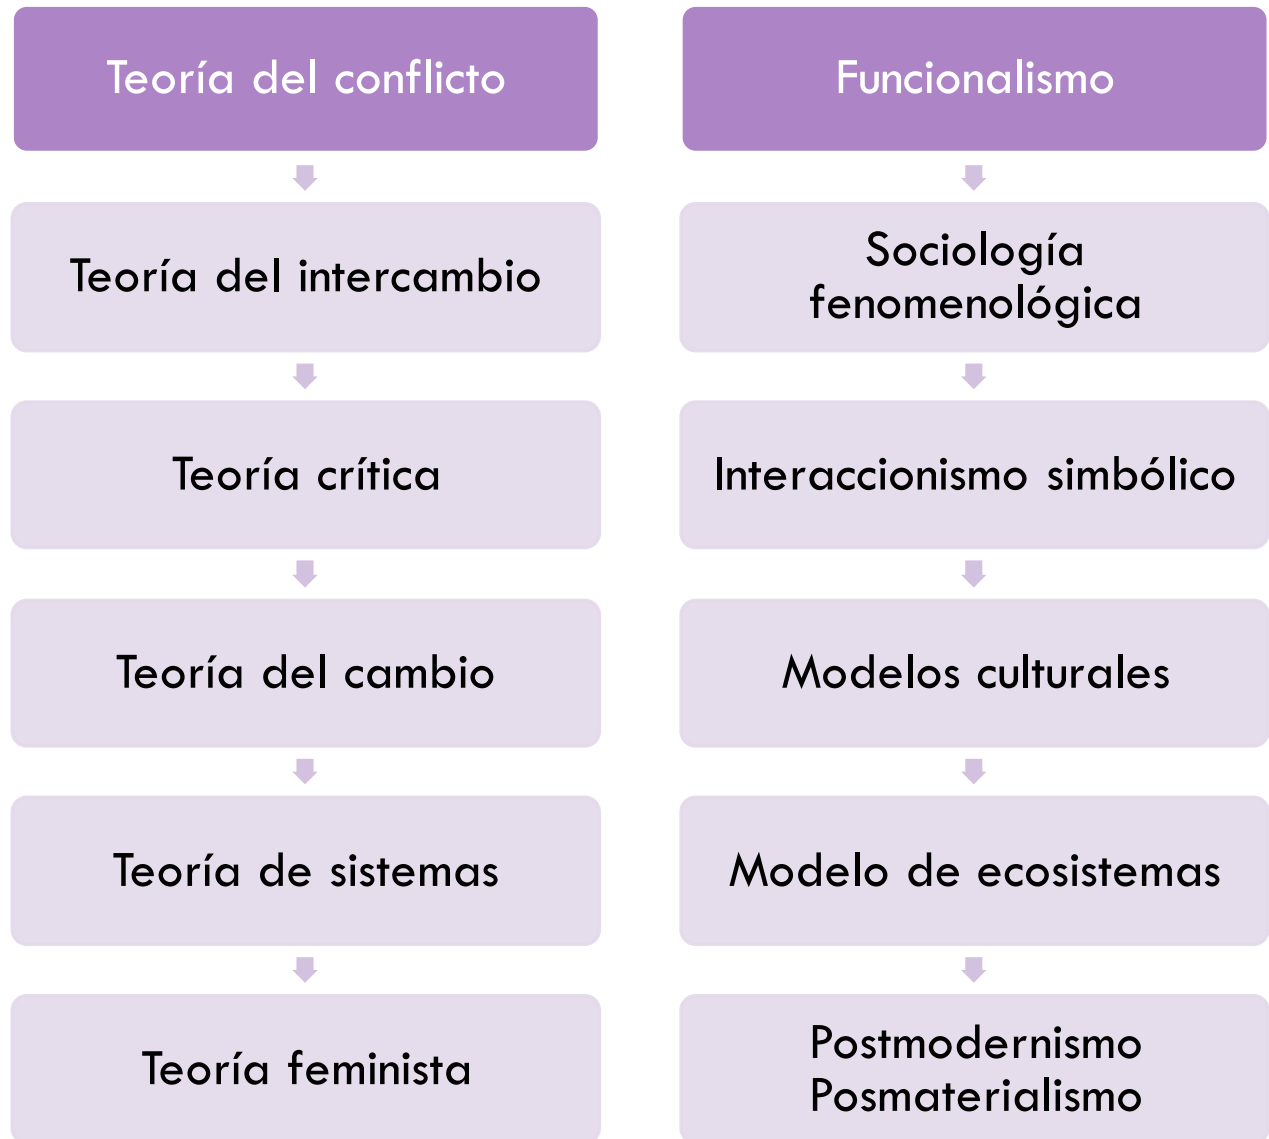 Teoría del conflicto
Teoría del intercambio
Teoría crítica
Teoría del cambio
Teoría de sistemas
Teoría feminista
Funcionalismo
Sociología
fenomenológica
Interaccionismo simbólico
Modelos culturales
Modelo de ecosistemas
Postmodernismo
Posmaterialismo